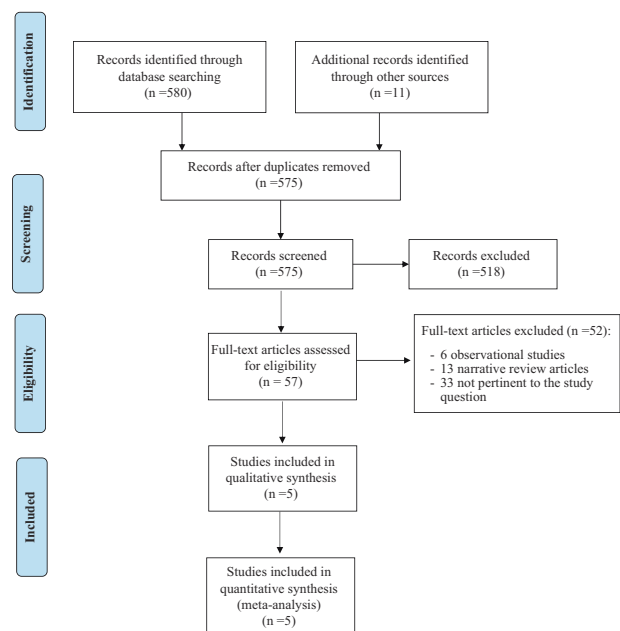 Identification
Records identified through
database searching
(n =580)
Additional records identified
through other sources
(n =11)
Records after duplicates removed
(n =575)
Screening
Records screened
(n =575)
Records excluded
(n =518)
Eligibility
Full-text articles assessed
for eligibility
(n = 57)
Full-text articles excluded (n =52):
- 6 observational studies
- 13 narrative review articles
- 33 not pertinent to the study
question
Included
Studies included in
qualitative synthesis
(n =5)
Studies included in
quantitative synthesis
(meta-analysis)
(n =5)